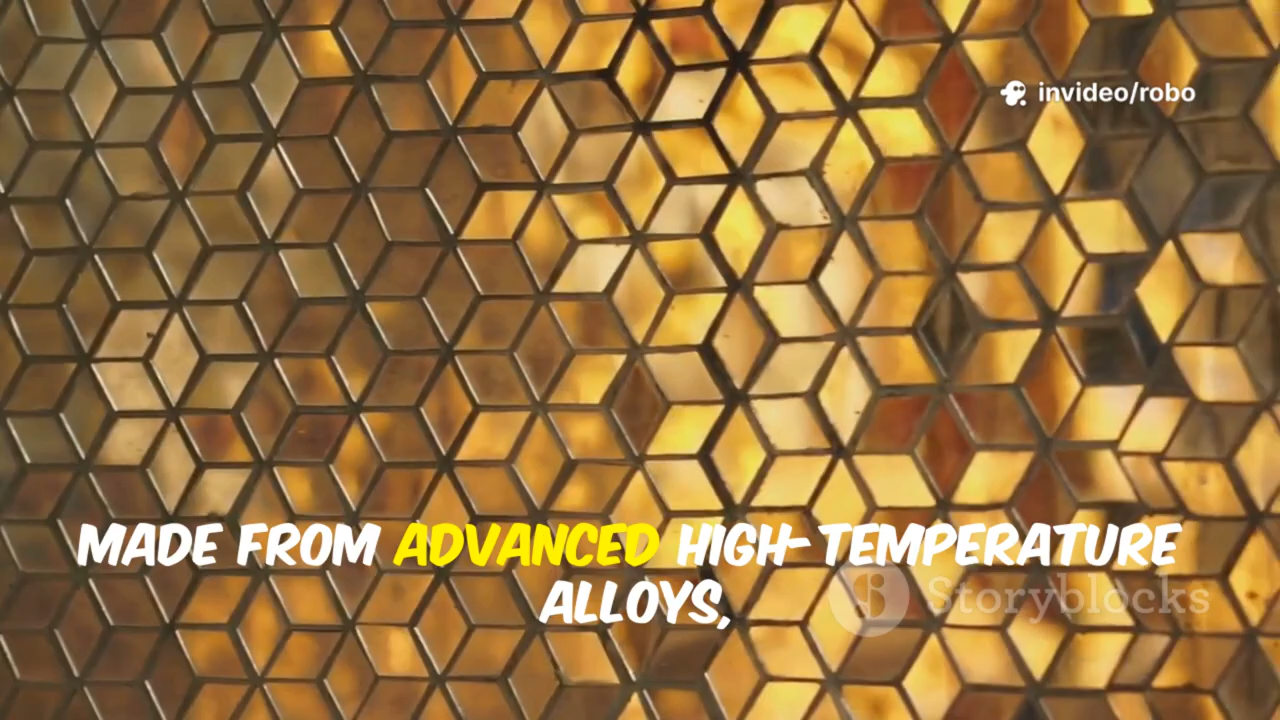 invideo/robo
MADE FROM ADVANCED HIGH-TEMPERATURE
ALLOYS,
Storyblocks